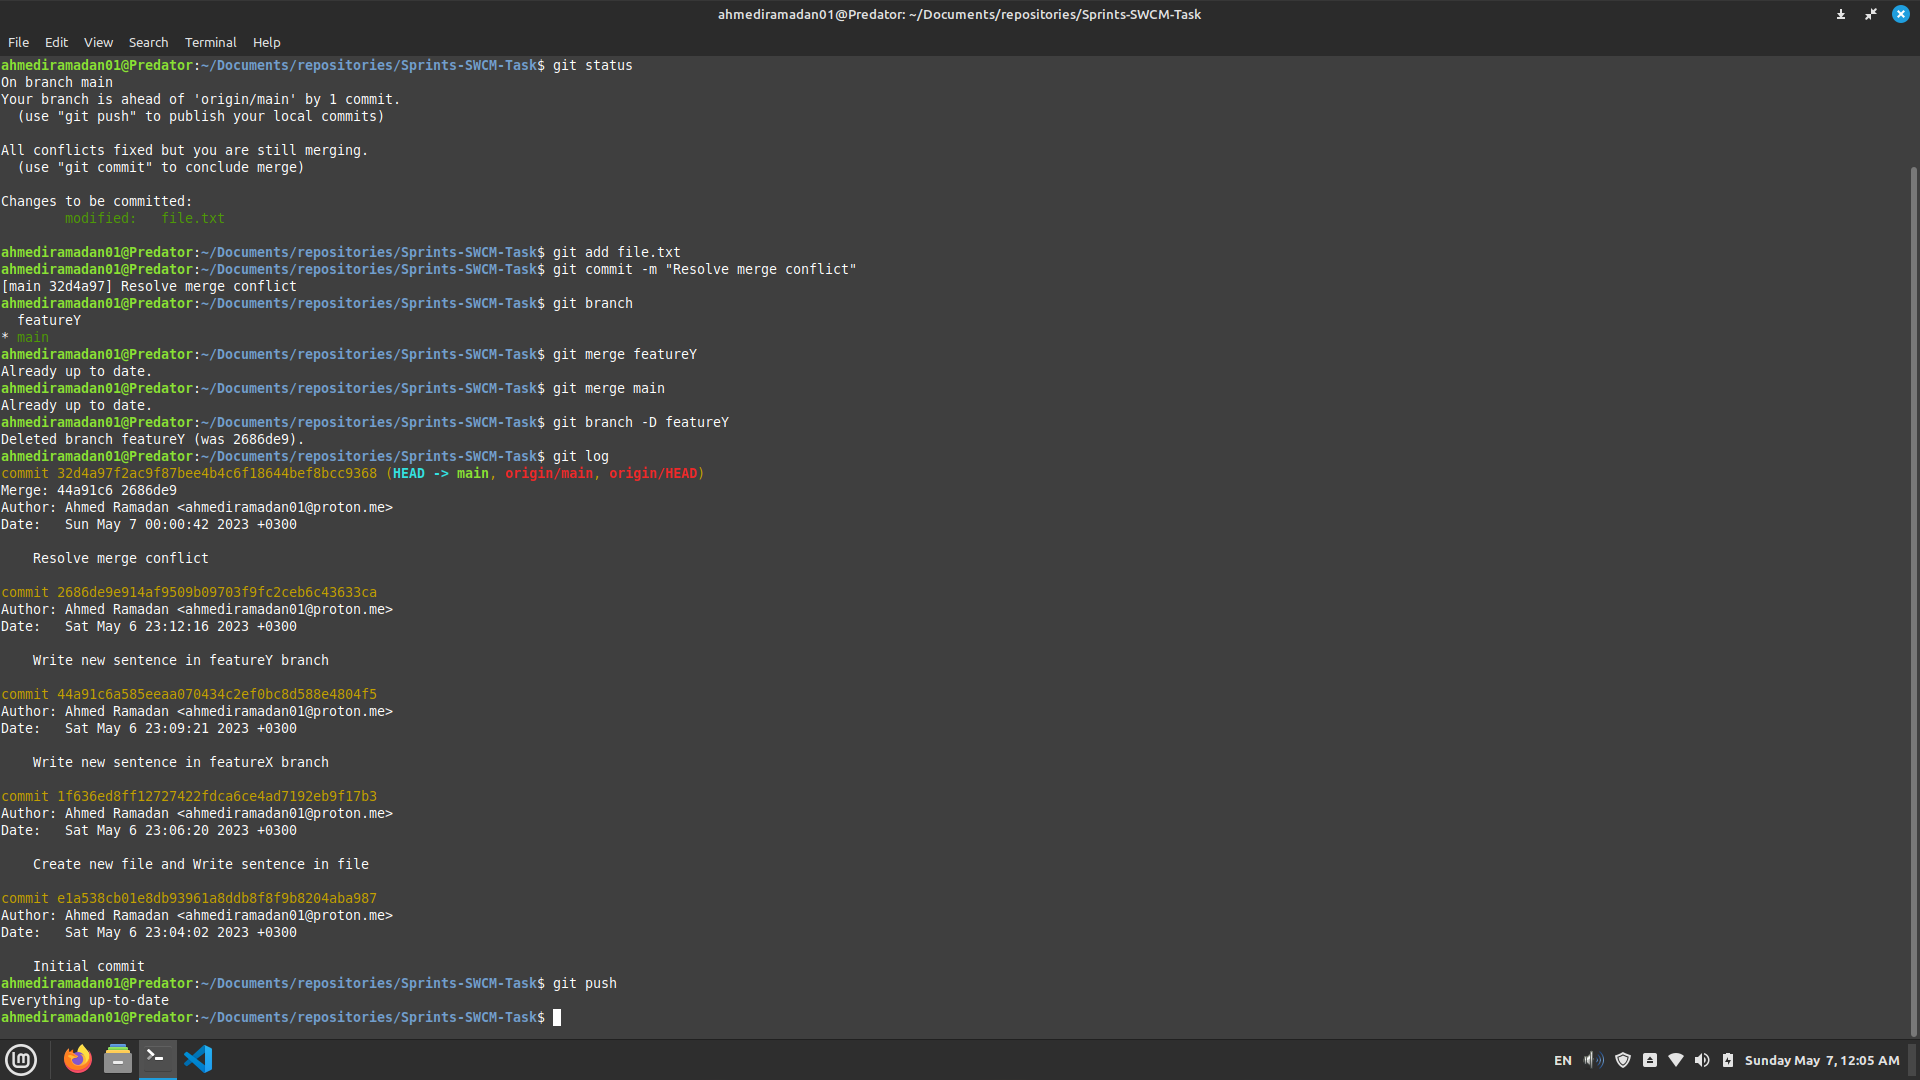 ahmediramadan01@Predator: ~/Documents/repositories/Sprints-SWCM-Task
File Edit View Search Terminal Help
ahmediramadan01@Predator:~/Documents/repositories/Sprints-SWCM-Task$ git status
On branch main
Your branch is ahead of 'origin/main' by 1 commit.
  (use "git push" to publish your local commits)

All conflicts fixed but you are still merging.
  (use "git commit" to conclude merge)

Changes to be committed:
        modified:   file.txt

ahmediramadan01@Predator:~/Documents/repositories/Sprints-SWCM-Task$ git add file.txt
ahmediramadan01@Predator:~/Documents/repositories/Sprints-SWCM-Task$ git commit -m "Resolve merge conflict"
[main 32d4a97] Resolve merge conflict
ahmediramadan01@Predator:~/Documents/repositories/Sprints-SWCM-Task$ git branch
  featureY
* main
ahmediramadan01@Predator:~/Documents/repositories/Sprints-SWCM-Task$ git merge featureY
Already up to date.
ahmediramadan01@Predator:~/Documents/repositories/Sprints-SWCM-Task$ git merge main
Already up to date.
ahmediramadan01@Predator:~/Documents/repositories/Sprints-SWCM-Task$ git branch -D featureY
Deleted branch featureY (was 2686de9).
ahmediramadan01@Predator:~/Documents/repositories/Sprints-SWCM-Task$ git log
commit 32d4a97f2ac9f87bee4b4c6f18644bef8bcc9368 (HEAD -> main, origin/main, origin/HEAD)
Merge: 44a91c6 2686de9
Author: Ahmed Ramadan <ahmediramadan01@proton.me>
Date:   Sun May 7 00:00:42 2023 +0300

    Resolve merge conflict

commit 2686de9e914af9509b09703f9fc2ceb6c43633ca
Author: Ahmed Ramadan <ahmediramadan01@proton.me>
Date:   Sat May 6 23:12:16 2023 +0300

    Write new sentence in featureY branch

commit 44a91c6a585eeaa070434c2ef0bc8d588e4804f5
Author: Ahmed Ramadan <ahmediramadan01@proton.me>
Date:   Sat May 6 23:09:21 2023 +0300

    Write new sentence in featureX branch

commit 1f636ed8ff12727422fdca6ce4ad7192eb9f17b3
Author: Ahmed Ramadan <ahmediramadan01@proton.me>
Date:   Sat May 6 23:06:20 2023 +0300

    Create new file and Write sentence in file

commit e1a538cb01e8db93961a8ddb8f8f9b8204aba987
Author: Ahmed Ramadan <ahmediramadan01@proton.me>
Date:   Sat May 6 23:04:02 2023 +0300

    Initial commit
ahmediramadan01@Predator:~/Documents/repositories/Sprints-SWCM-Task$ git push
Everything up-to-date
ahmediramadan01@Predator:~/Documents/repositories/Sprints-SWCM-Task$
EN Sunday May 7, 12:05 AM